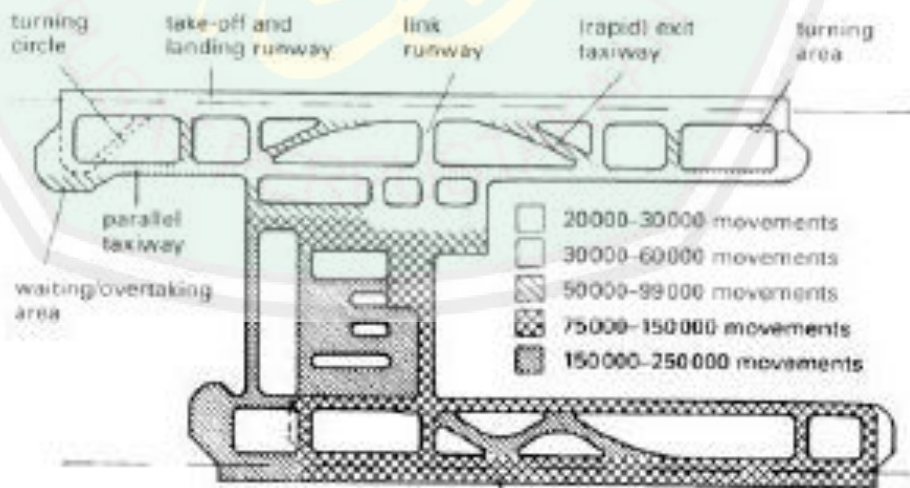 turning
circle
take-off and
landing runway
link
runway
(rapid) exit
taxiway
turning
area
parallel
taxiway
waiting/overtaking
area
20000–30000 movements
30000–60000 movements
50000–99000 movements
75000–150000 movements
150000–250000 movements